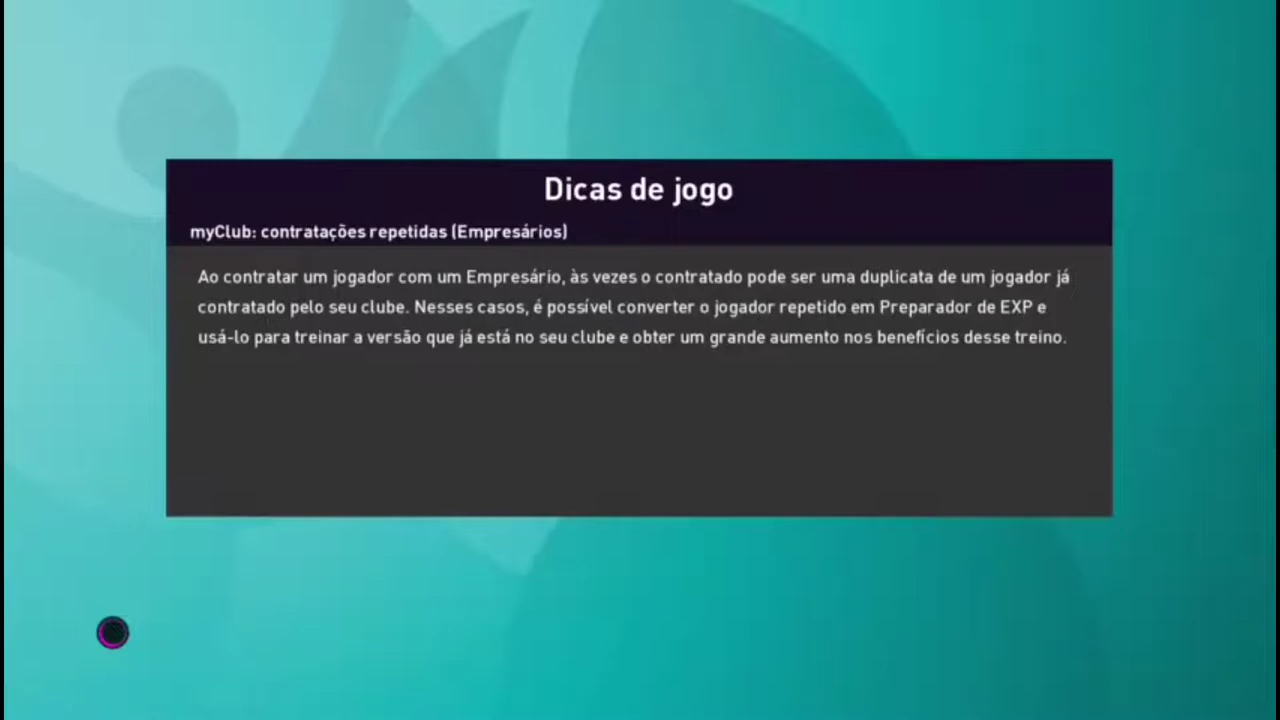 Dicas de jogo
myClub: contratações repetidas (Empresários)
Ao contratar um jogador com um Empresário, às vezes o contratado pode ser uma duplicata de um jogador já
contratado pelo seu clube. Nesses casos, é possível converter o jogador repetido em Preparador de EXP e
usá-lo para treinar a versão que já está no seu clube e obter um grande aumento nos benefícios desse treino.